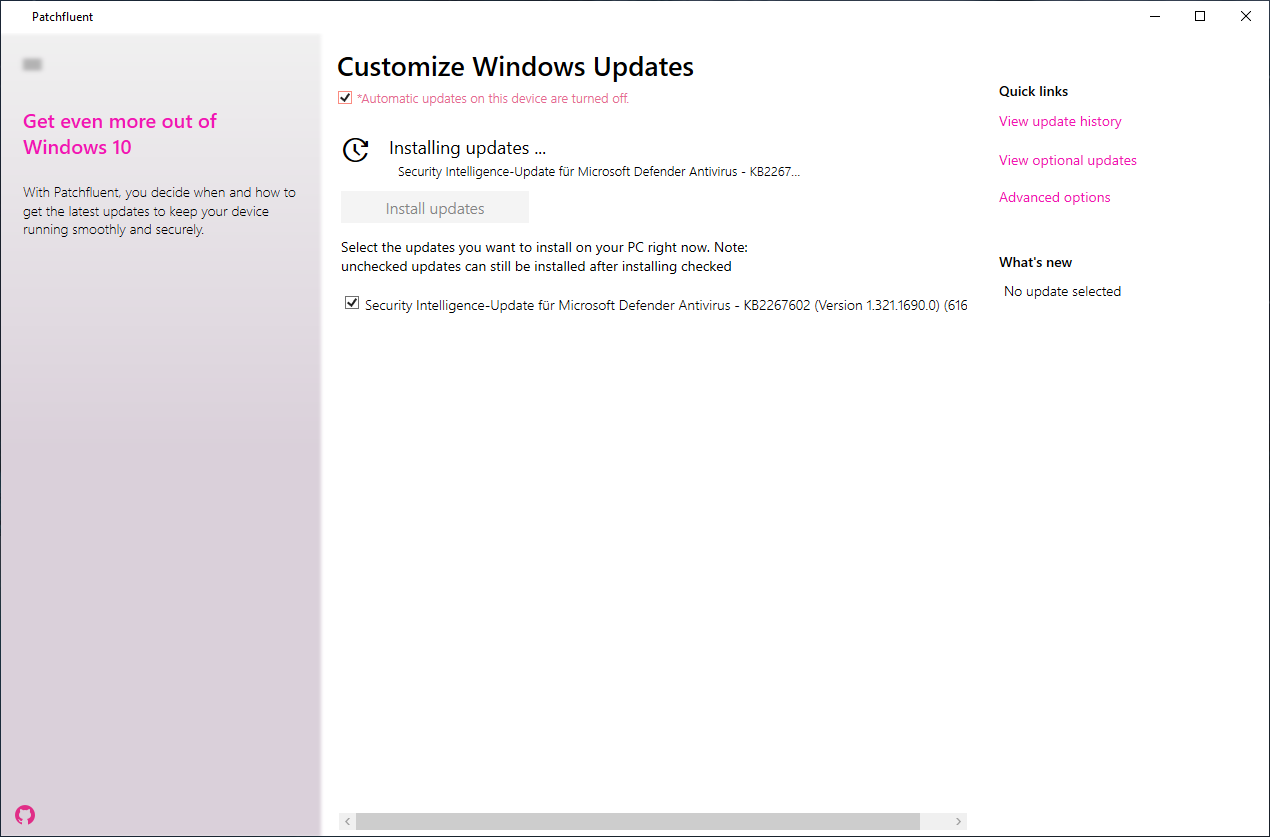 Patchfluent
Get even more out of
Windows 10
With Patchfluent, you decide when and how to
get the latest updates to keep your device
running smoothly and securely.
Customize Windows Updates
*Automatic updates on this device are turned off.
Installing updates ...
Security Intelligence-Update für Microsoft Defender Antivirus - KB2267...
Install updates
Select the updates you want to install on your PC right now. Note:
unchecked updates can still be installed after installing checked
Security Intelligence-Update für Microsoft Defender Antivirus - KB2267602 (Version 1.321.1690.0) (616
Quick links
View update history
View optional updates
Advanced options
What's new
No update selected